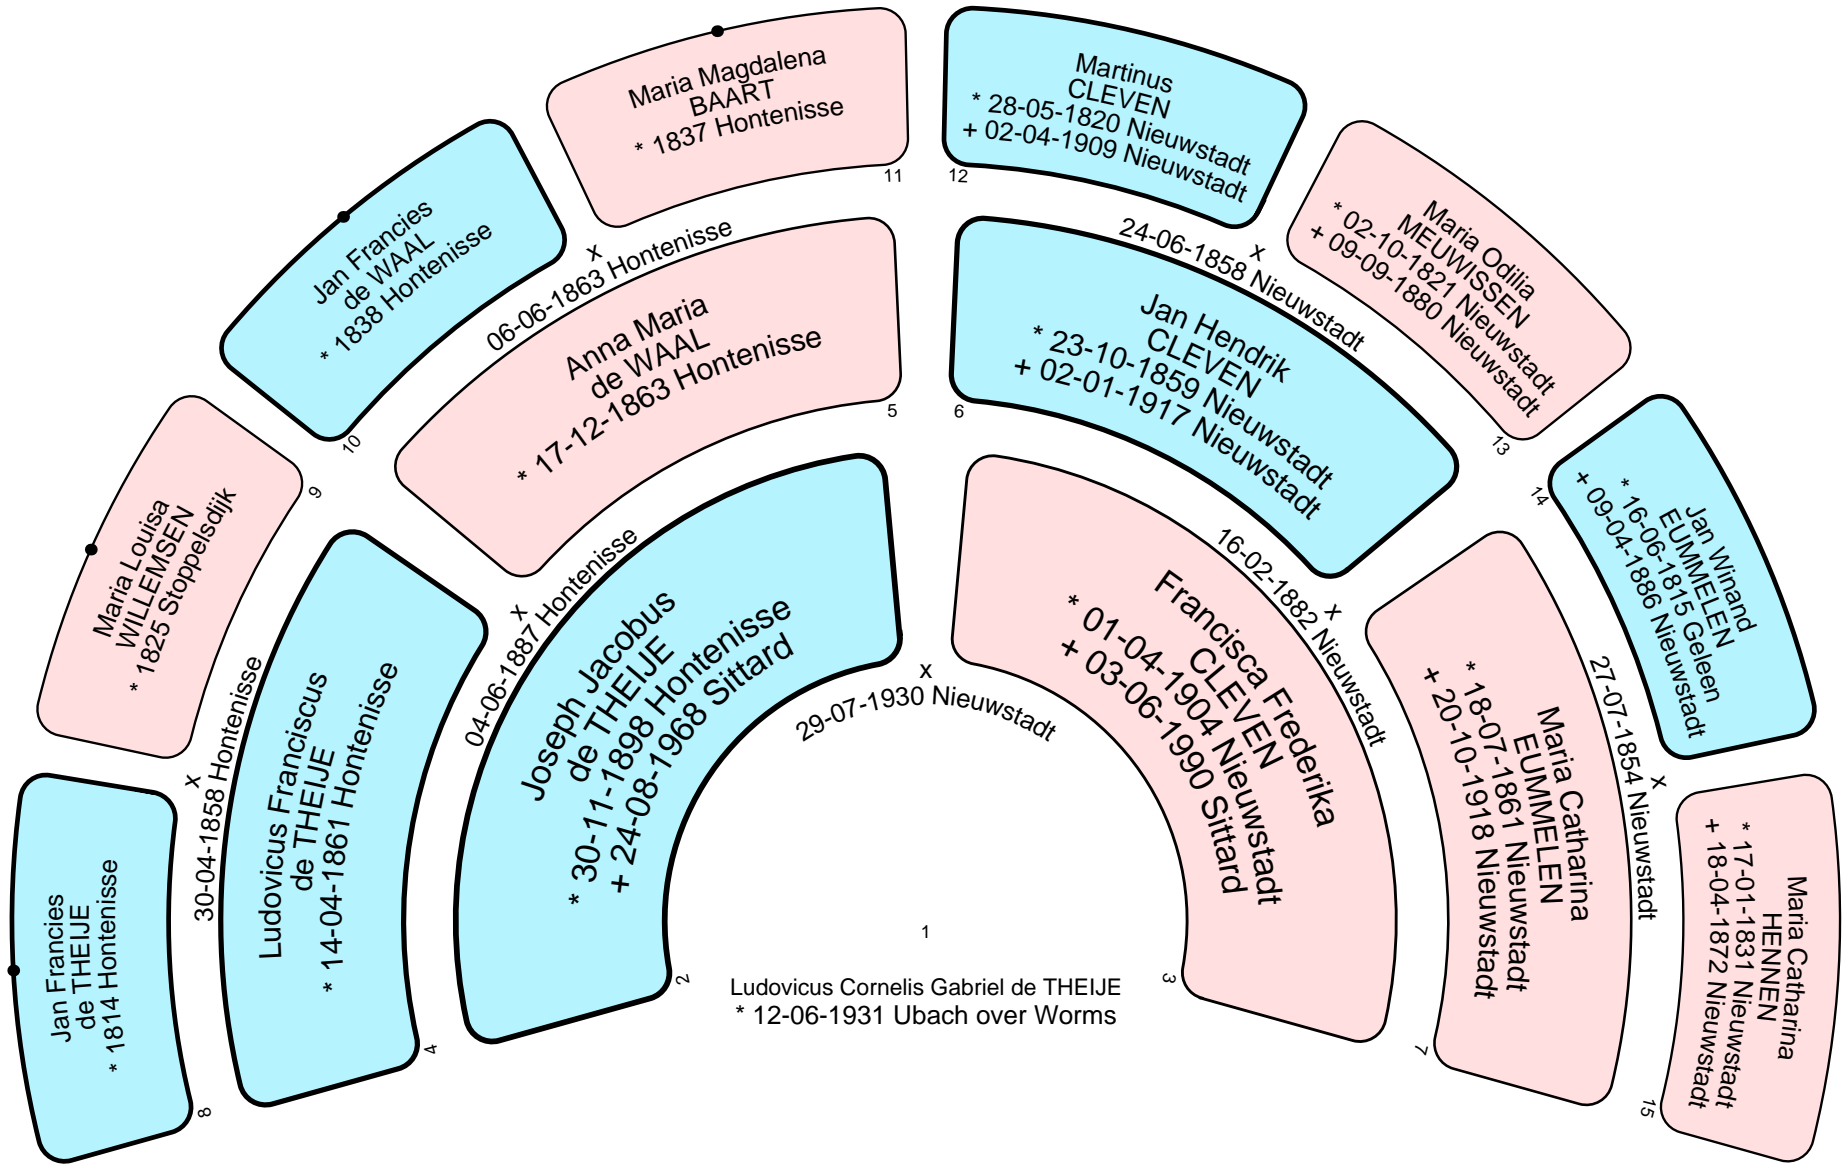 1
Ludovicus Cornelis Gabriel de THEIJE
* 12-06-1931 Ubach over Worms
2
Joseph Jacobus
de THEIJE
* 30-11-1898 Hontenisse
+ 24-08-1968 Sittard
x
29-07-1930 Nieuwstadt
3
Francisca Frederika
CLEVEN
* 01-04-1904 Nieuwstadt
+ 03-06-1990 Sittard
4
Ludovicus Franciscus
de THEIJE
* 14-04-1861 Hontenisse
x
04-06-1887 Hontenisse
5
Anna Maria
de WAAL
* 17-12-1863 Hontenisse
6
Jan Hendrik
CLEVEN
* 23-10-1859 Nieuwstadt
+ 02-01-1917 Nieuwstadt
x
16-02-1882 Nieuwstadt
7
Maria Catharina
EUMMELEN
* 18-07-1861 Nieuwstadt
+ 20-10-1918 Nieuwstadt
8
Jan Francies
de THEIJE
* 1814 Hontenisse
x
30-04-1858 Hontenisse
9
Maria Louisa
WILLEMSEN
* 1825 Stoppelsdijk
10
Jan Francies
de WAAL
* 1838 Hontenisse
x
06-06-1863 Hontenisse
11
Maria Magdalena
BAART
* 1837 Hontenisse
12
Martinus
CLEVEN
* 28-05-1820 Nieuwstadt
+ 02-04-1909 Nieuwstadt
x
24-06-1858 Nieuwstadt
13
Maria Odilia
MEUWISSEN
* 02-10-1821 Nieuwstadt
+ 09-09-1880 Nieuwstadt
14
Jan Winand
EUMMELEN
* 16-06-1815 Geleen
+ 09-04-1886 Nieuwstadt
x
27-07-1854 Nieuwstadt
15
Maria Catharina
HENNEN
* 17-01-1831 Nieuwstadt
+ 18-04-1872 Nieuwstadt